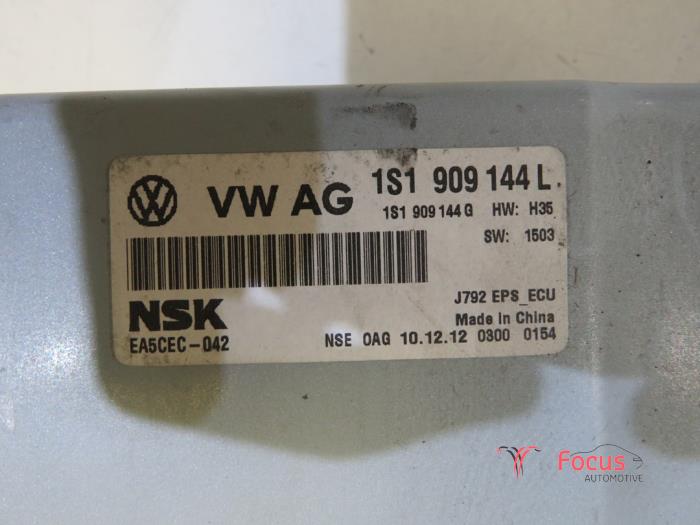 VW AG 1S1 909 144 L
1S1 909 144 G HW: H35
SW: 1503
J792 EPS_ECU
NSK Made in China
EA5CEC-042 NSE OAG 10.12.12 0300 0154
Focus
AUTOMOTIVE